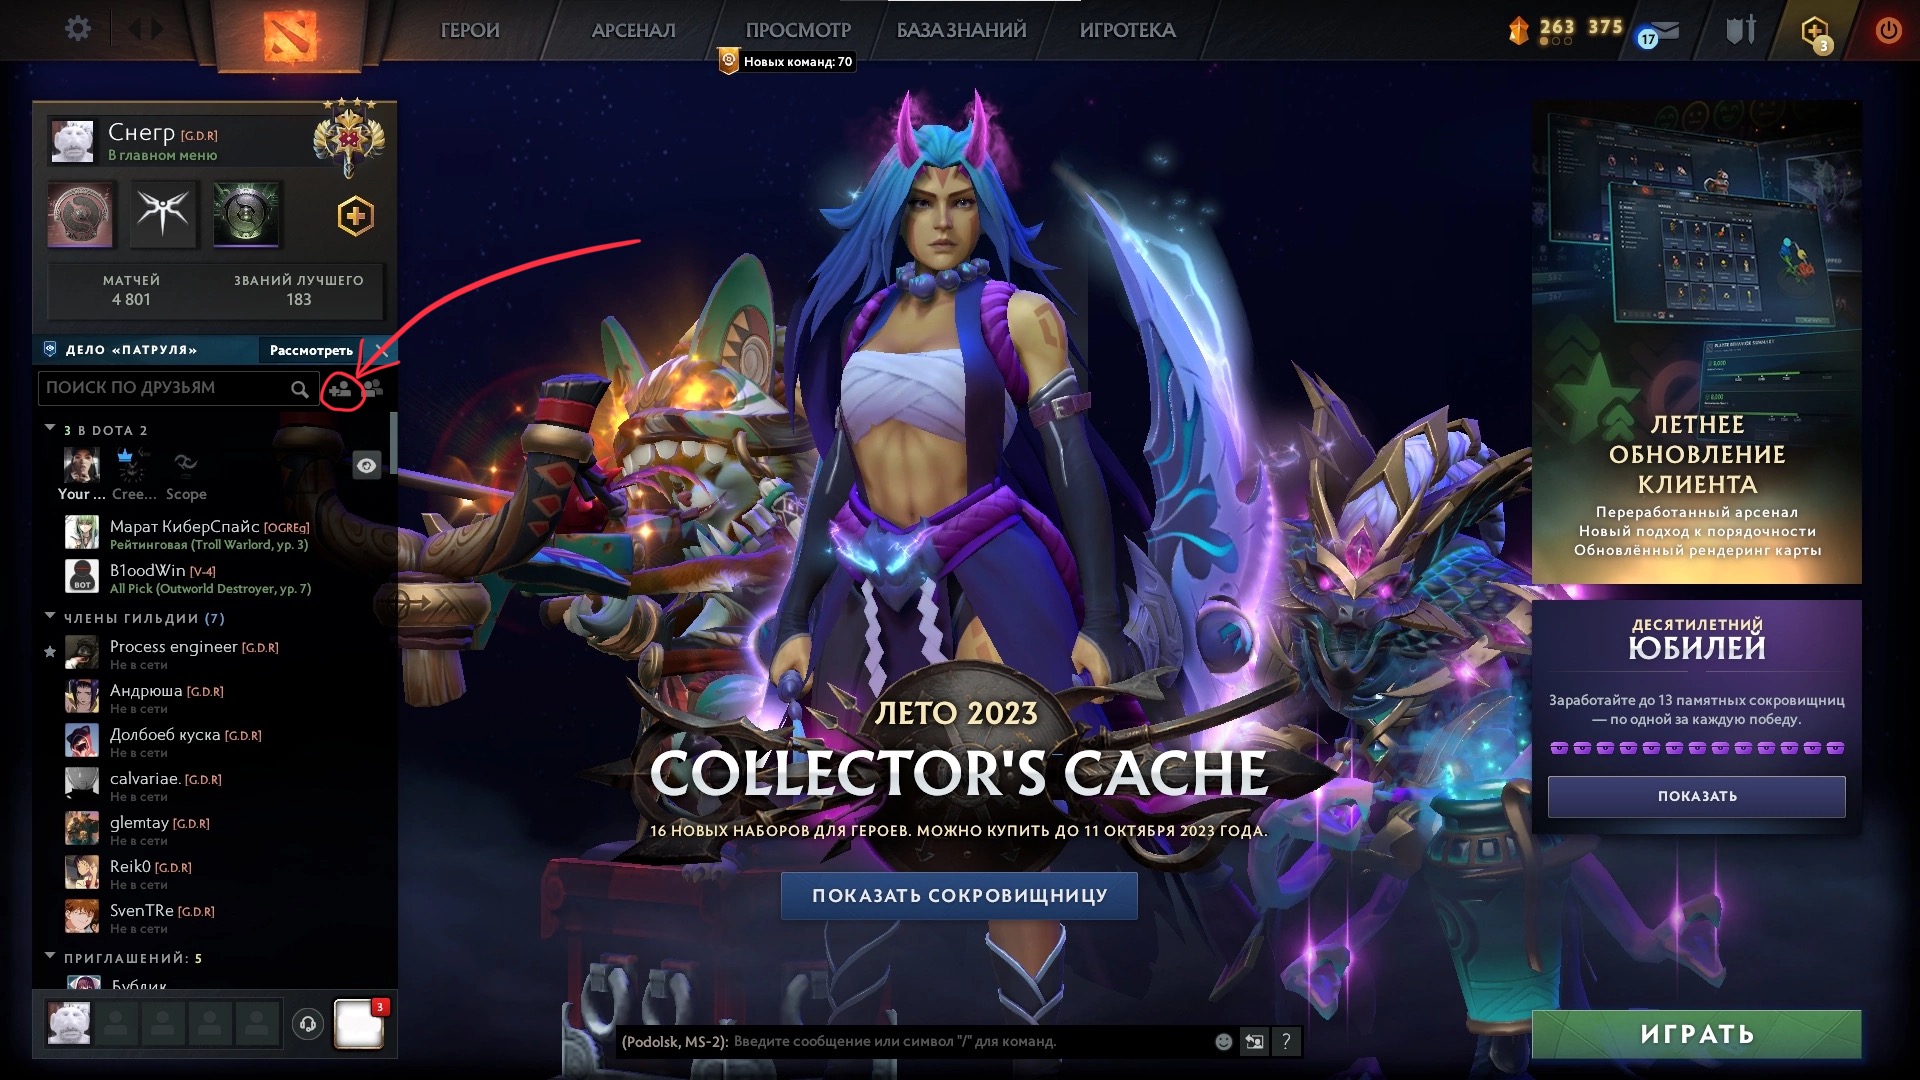 ГЕРОИ
АРСЕНАЛ
ПРОСМОТР
БАЗА ЗНАНИЙ
ИГРОТЕКА
263 375
17
3
Новых команд: 70
Снегр [G.D.R]
В главном меню
МАТЧЕЙ
4 801
ЗВАНИЙ ЛУЧШЕГО
183
ДЕЛО «ПАТРУЛЯ»
Рассмотреть
ПОИСК ПО ДРУЗЬЯМ
3 В DOTA 2
Your ... Cree... Scope
Марат КиберСпайс [OGREg]
Рейтинговая (Troll Warlord, ур. 3)
BOT
B1oodWin [V-4]
All Pick (Outworld Destroyer, ур. 7)
ЧЛЕНЫ ГИЛЬДИИ (7)
Process engineer [G.D.R]
Не в сети
Андрюша [G.D.R]
Не в сети
Долбоеб куска [G.D.R]
Не в сети
calvariae. [G.D.R]
Не в сети
glemtay [G.D.R]
Не в сети
Reik0 [G.D.R]
Не в сети
SvenTRe [G.D.R]
Не в сети
ПРИГЛАШЕНИЙ: 5
Бублик
3
ЛЕТО 2023
COLLECTOR'S CACHE
16 НОВЫХ НАБОРОВ ДЛЯ ГЕРОЕВ. МОЖНО КУПИТЬ ДО 11 ОКТЯБРЯ 2023 ГОДА.
ПОКАЗАТЬ СОКРОВИЩНИЦУ
(Podolsk, MS-2): Введите сообщение или символ "/" для команд.
?
ЛЕТНЕЕ
ОБНОВЛЕНИЕ
КЛИЕНТА
Переработанный арсенал
Новый подход к порядочности
Обновлённый рендеринг карты
ДЕСЯТИЛЕТНИЙ
ЮБИЛЕЙ
Заработайте до 13 памятных сокровищниц
— по одной за каждую победу.
ПОКАЗАТЬ
ИГРАТЬ